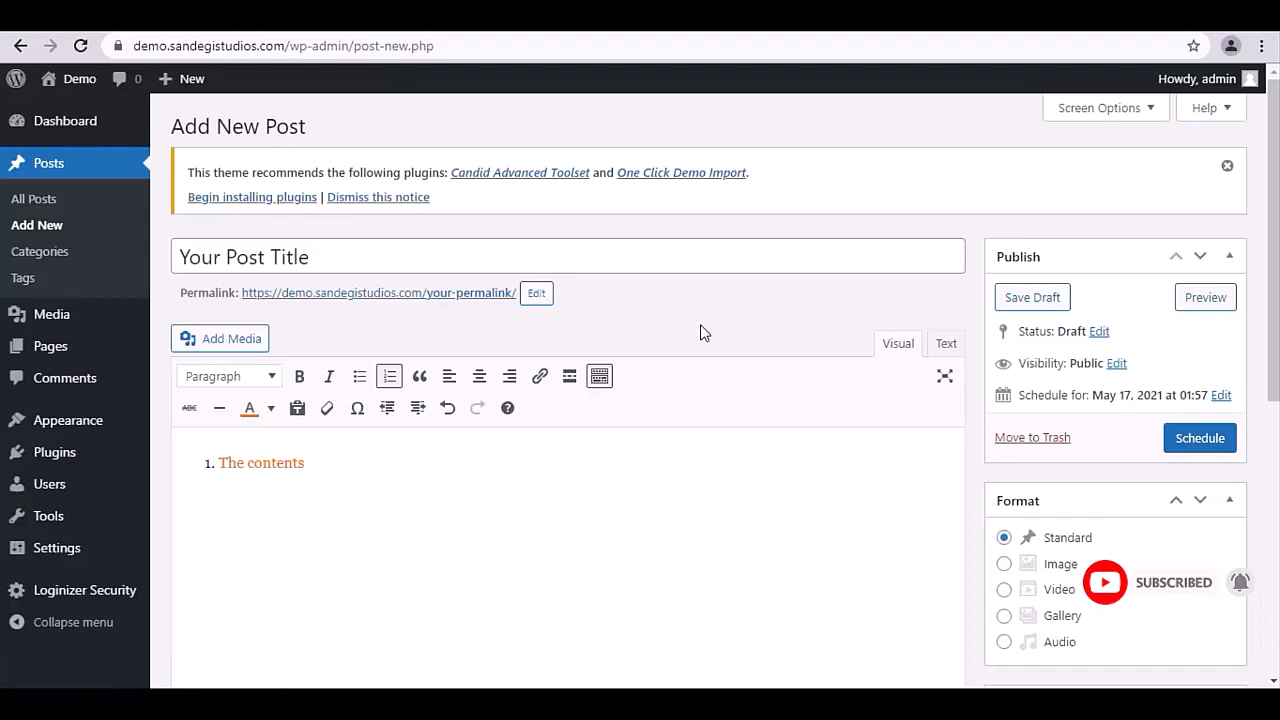 demo.sandegistudios.com/wp-admin/post-new.php
Demo 0 New Howdy, admin
Screen Options Help
Dashboard
Posts
All Posts
Add New
Categories
Tags
Media
Pages
Comments
Appearance
Plugins
Users
Tools
Settings
Loginizer Security
Collapse menu
Add New Post
This theme recommends the following plugins: Candid Advanced Toolset and One Click Demo Import.
Begin installing plugins | Dismiss this notice
Your Post Title
Permalink: https://demo.sandegistudios.com/your-permalink/ Edit
Add Media
Visual Text
Paragraph B I
ABC A
1. The contents
Publish
Save Draft Preview
Status: Draft Edit
Visibility: Public Edit
Schedule for: May 17, 2021 at 01:57 Edit
Move to Trash Schedule
Format
Standard
Image
Video
Gallery
Audio
SUBSCRIBED